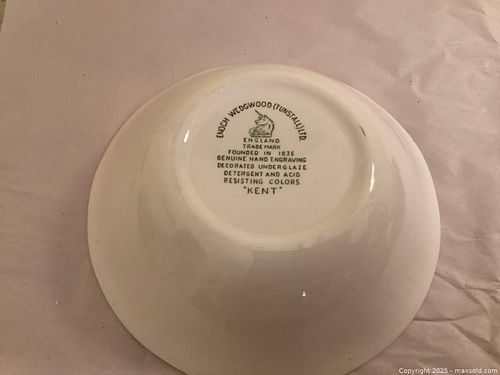 ENOCH WEDGWOOD (TUNSTALL) LTD.
ENGLAND
TRADE MARK
FOUNDED IN 1835
GENUINE HAND ENGRAVING
DECORATED UNDERGLAZE
DETERGENT AND ACID
RESISTING COLORS
"KENT"
Copyright 2025 - maxsold.com